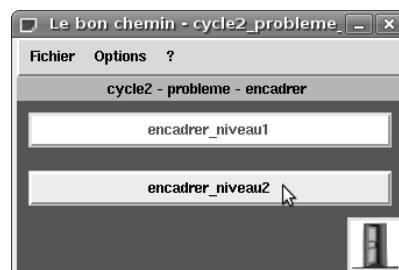 Le bon chemin - cycle2_probleme_
Fichier Options ?
cycle2 - probleme - encadrer
encadrer_niveau1
encadrer_niveau2